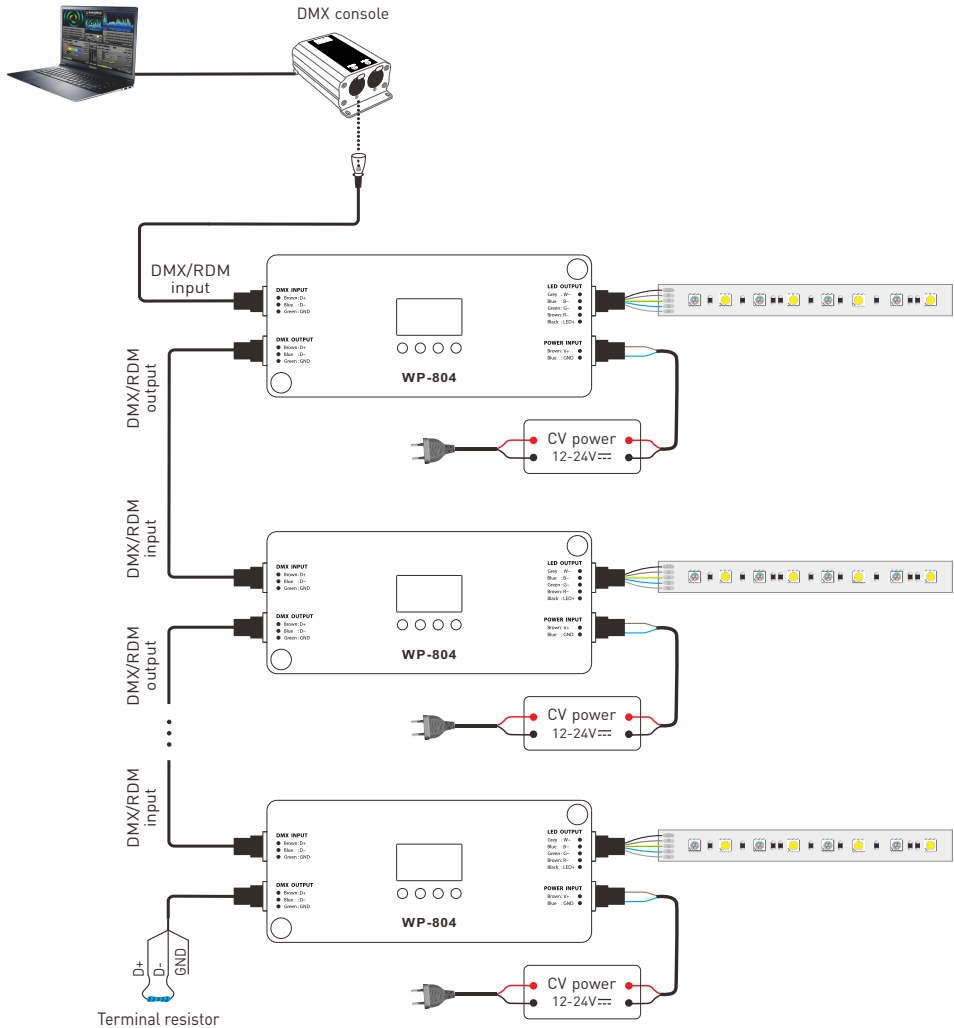 DMX console
DMX/RDM
input
DMX INPUT
Brown: D+
Blue : D–
Green : GND
DMX OUTPUT
Brown: D+
Blue : D–
Green : GND
WP-804
LED OUTPUT
Grey : W–
Blue : B–
Green : G–
Brown: R–
Black : LED+
POWER INPUT
Brown: V+
Blue : GND
DMX/RDM
output
CV power
12-24V
DMX/RDM
input
DMX INPUT
Brown: D+
Blue : D–
Green : GND
DMX OUTPUT
Brown: D+
Blue : D–
Green : GND
WP-804
LED OUTPUT
Grey : W–
Blue : B–
Green : G–
Brown: R–
Black : LED+
POWER INPUT
Brown: V+
Blue : GND
DMX/RDM
output
CV power
12-24V
DMX/RDM
input
DMX INPUT
Brown: D+
Blue : D–
Green : GND
DMX OUTPUT
Brown: D+
Blue : D–
Green : GND
WP-804
LED OUTPUT
Grey : W–
Blue : B–
Green : G–
Brown: R–
Black : LED+
POWER INPUT
Brown: V+
Blue : GND
D+
D-
GND
CV power
12-24V
Terminal resistor